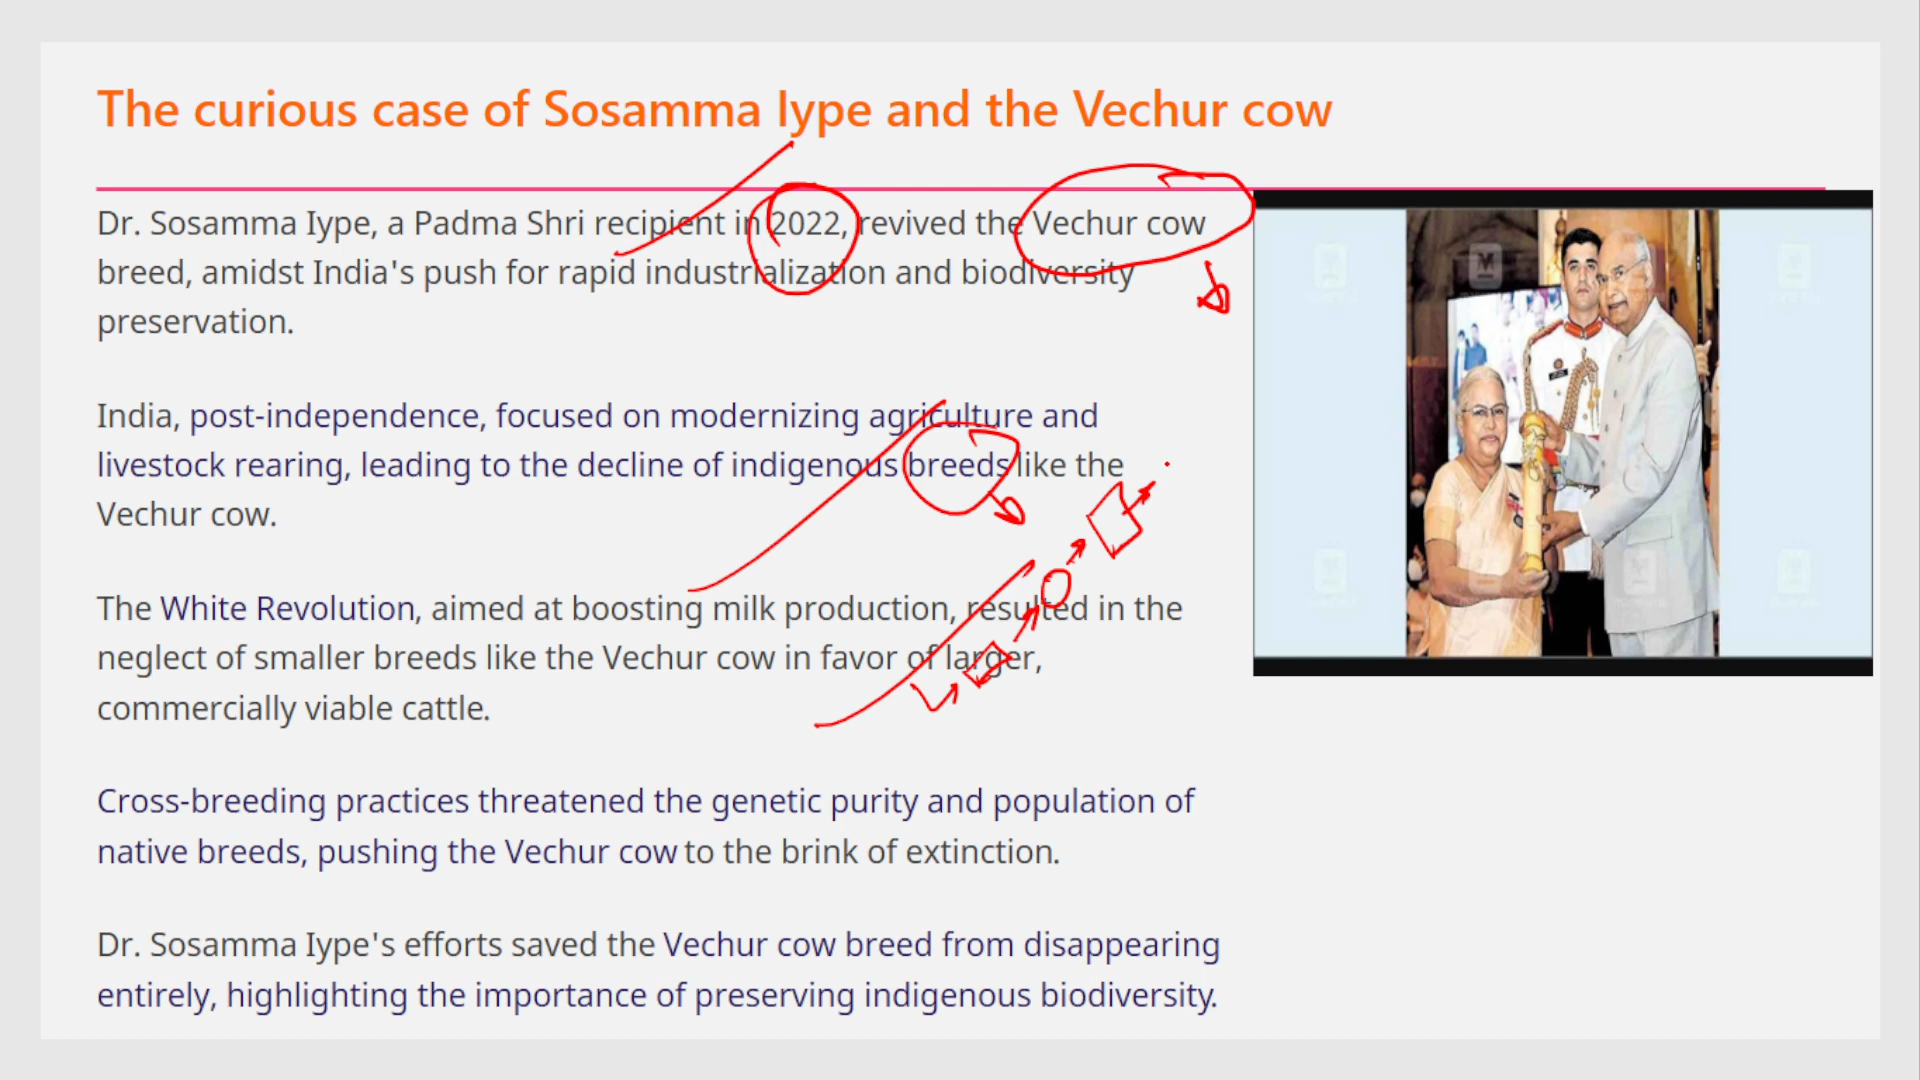 The curious case of Sosamma Iype and the Vechur cow
Dr. Sosamma Iype, a Padma Shri recipient in 2022, revived the Vechur cow
breed, amidst India's push for rapid industrialization and biodiversity
preservation.
India, post-independence, focused on modernizing agriculture and
livestock rearing, leading to the decline of indigenous breeds like the
Vechur cow.
The White Revolution, aimed at boosting milk production, resulted in the
neglect of smaller breeds like the Vechur cow in favor of larger,
commercially viable cattle.
Cross-breeding practices threatened the genetic purity and population of
native breeds, pushing the Vechur cow to the brink of extinction.
Dr. Sosamma Iype's efforts saved the Vechur cow breed from disappearing
entirely, highlighting the importance of preserving indigenous biodiversity.